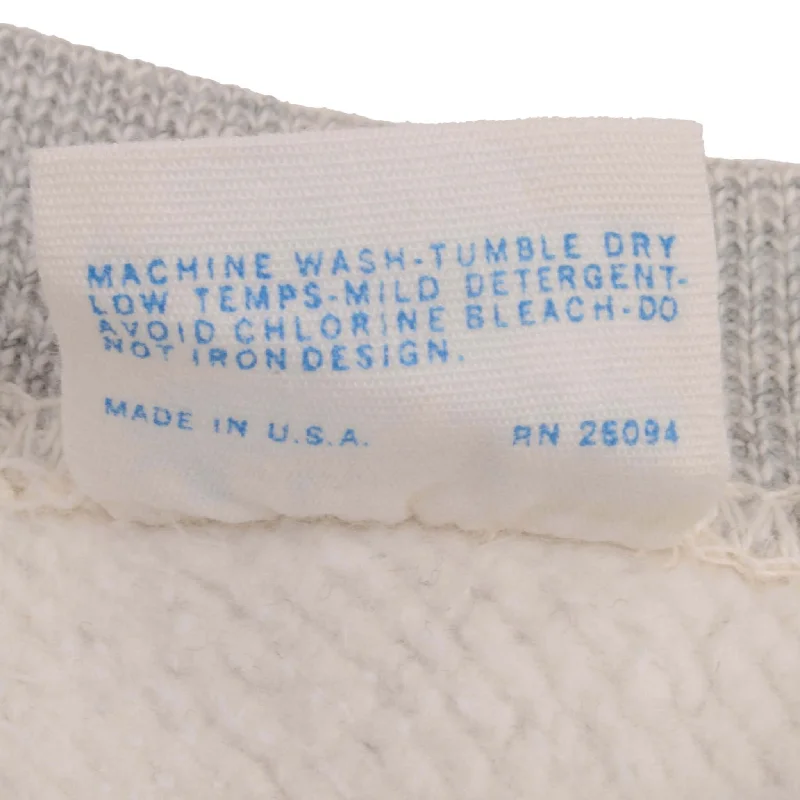 MACHINE WASH-TUMBLE DRY
LOW TEMPS-MILD DETERGENT-
AVOID CHLORINE BLEACH-DO
NOT IRON DESIGN.
MADE IN U.S.A. RN 26094